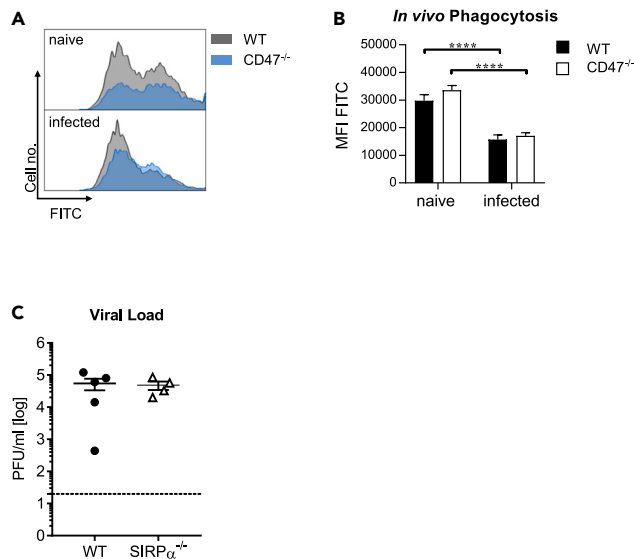 A
naive
infected
Cell no.
FITC
WT
CD47-/-
B
In vivo Phagocytosis
****
****
WT
CD47-/-
MFI FITC
50000
40000
30000
20000
10000
0
naive
infected
C
Viral Load
PFU/ml [log]
6
5
4
3
2
1
0
WT
SIRPα-/-